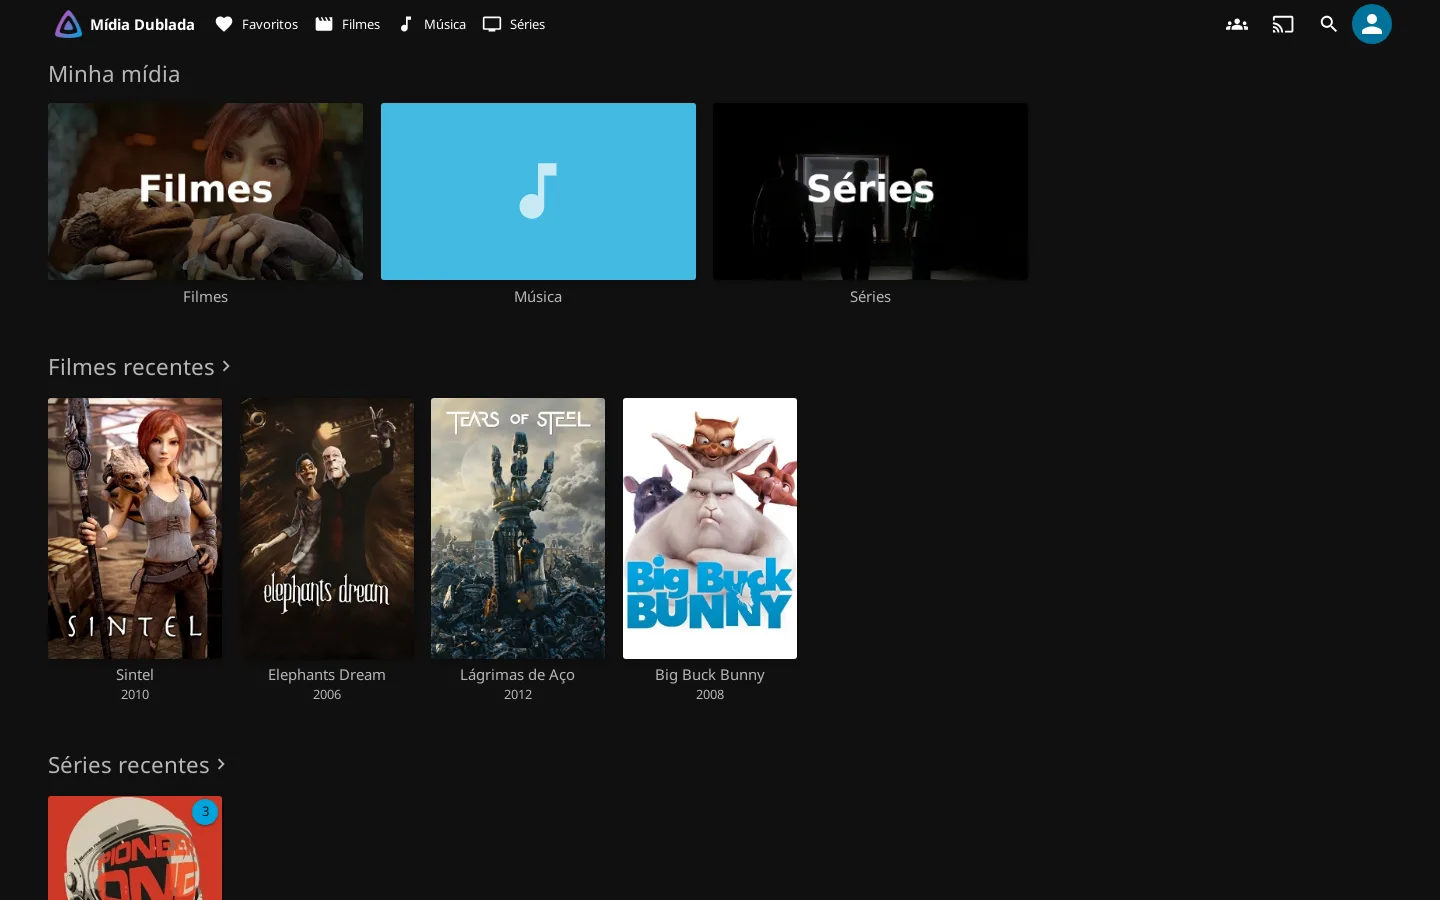 Mídia Dublada Favoritos Filmes Música Séries
Minha mídia
Filmes
Séries
Filmes Música Séries
Filmes recentes
SINTEL
elephants dream
TEARS OF STEEL
Big Buck
BUNNY
Sintel
2010
Elephants Dream
2006
Lágrimas de Aço
2012
Big Buck Bunny
2008
Séries recentes
3
PIONEER
ONE